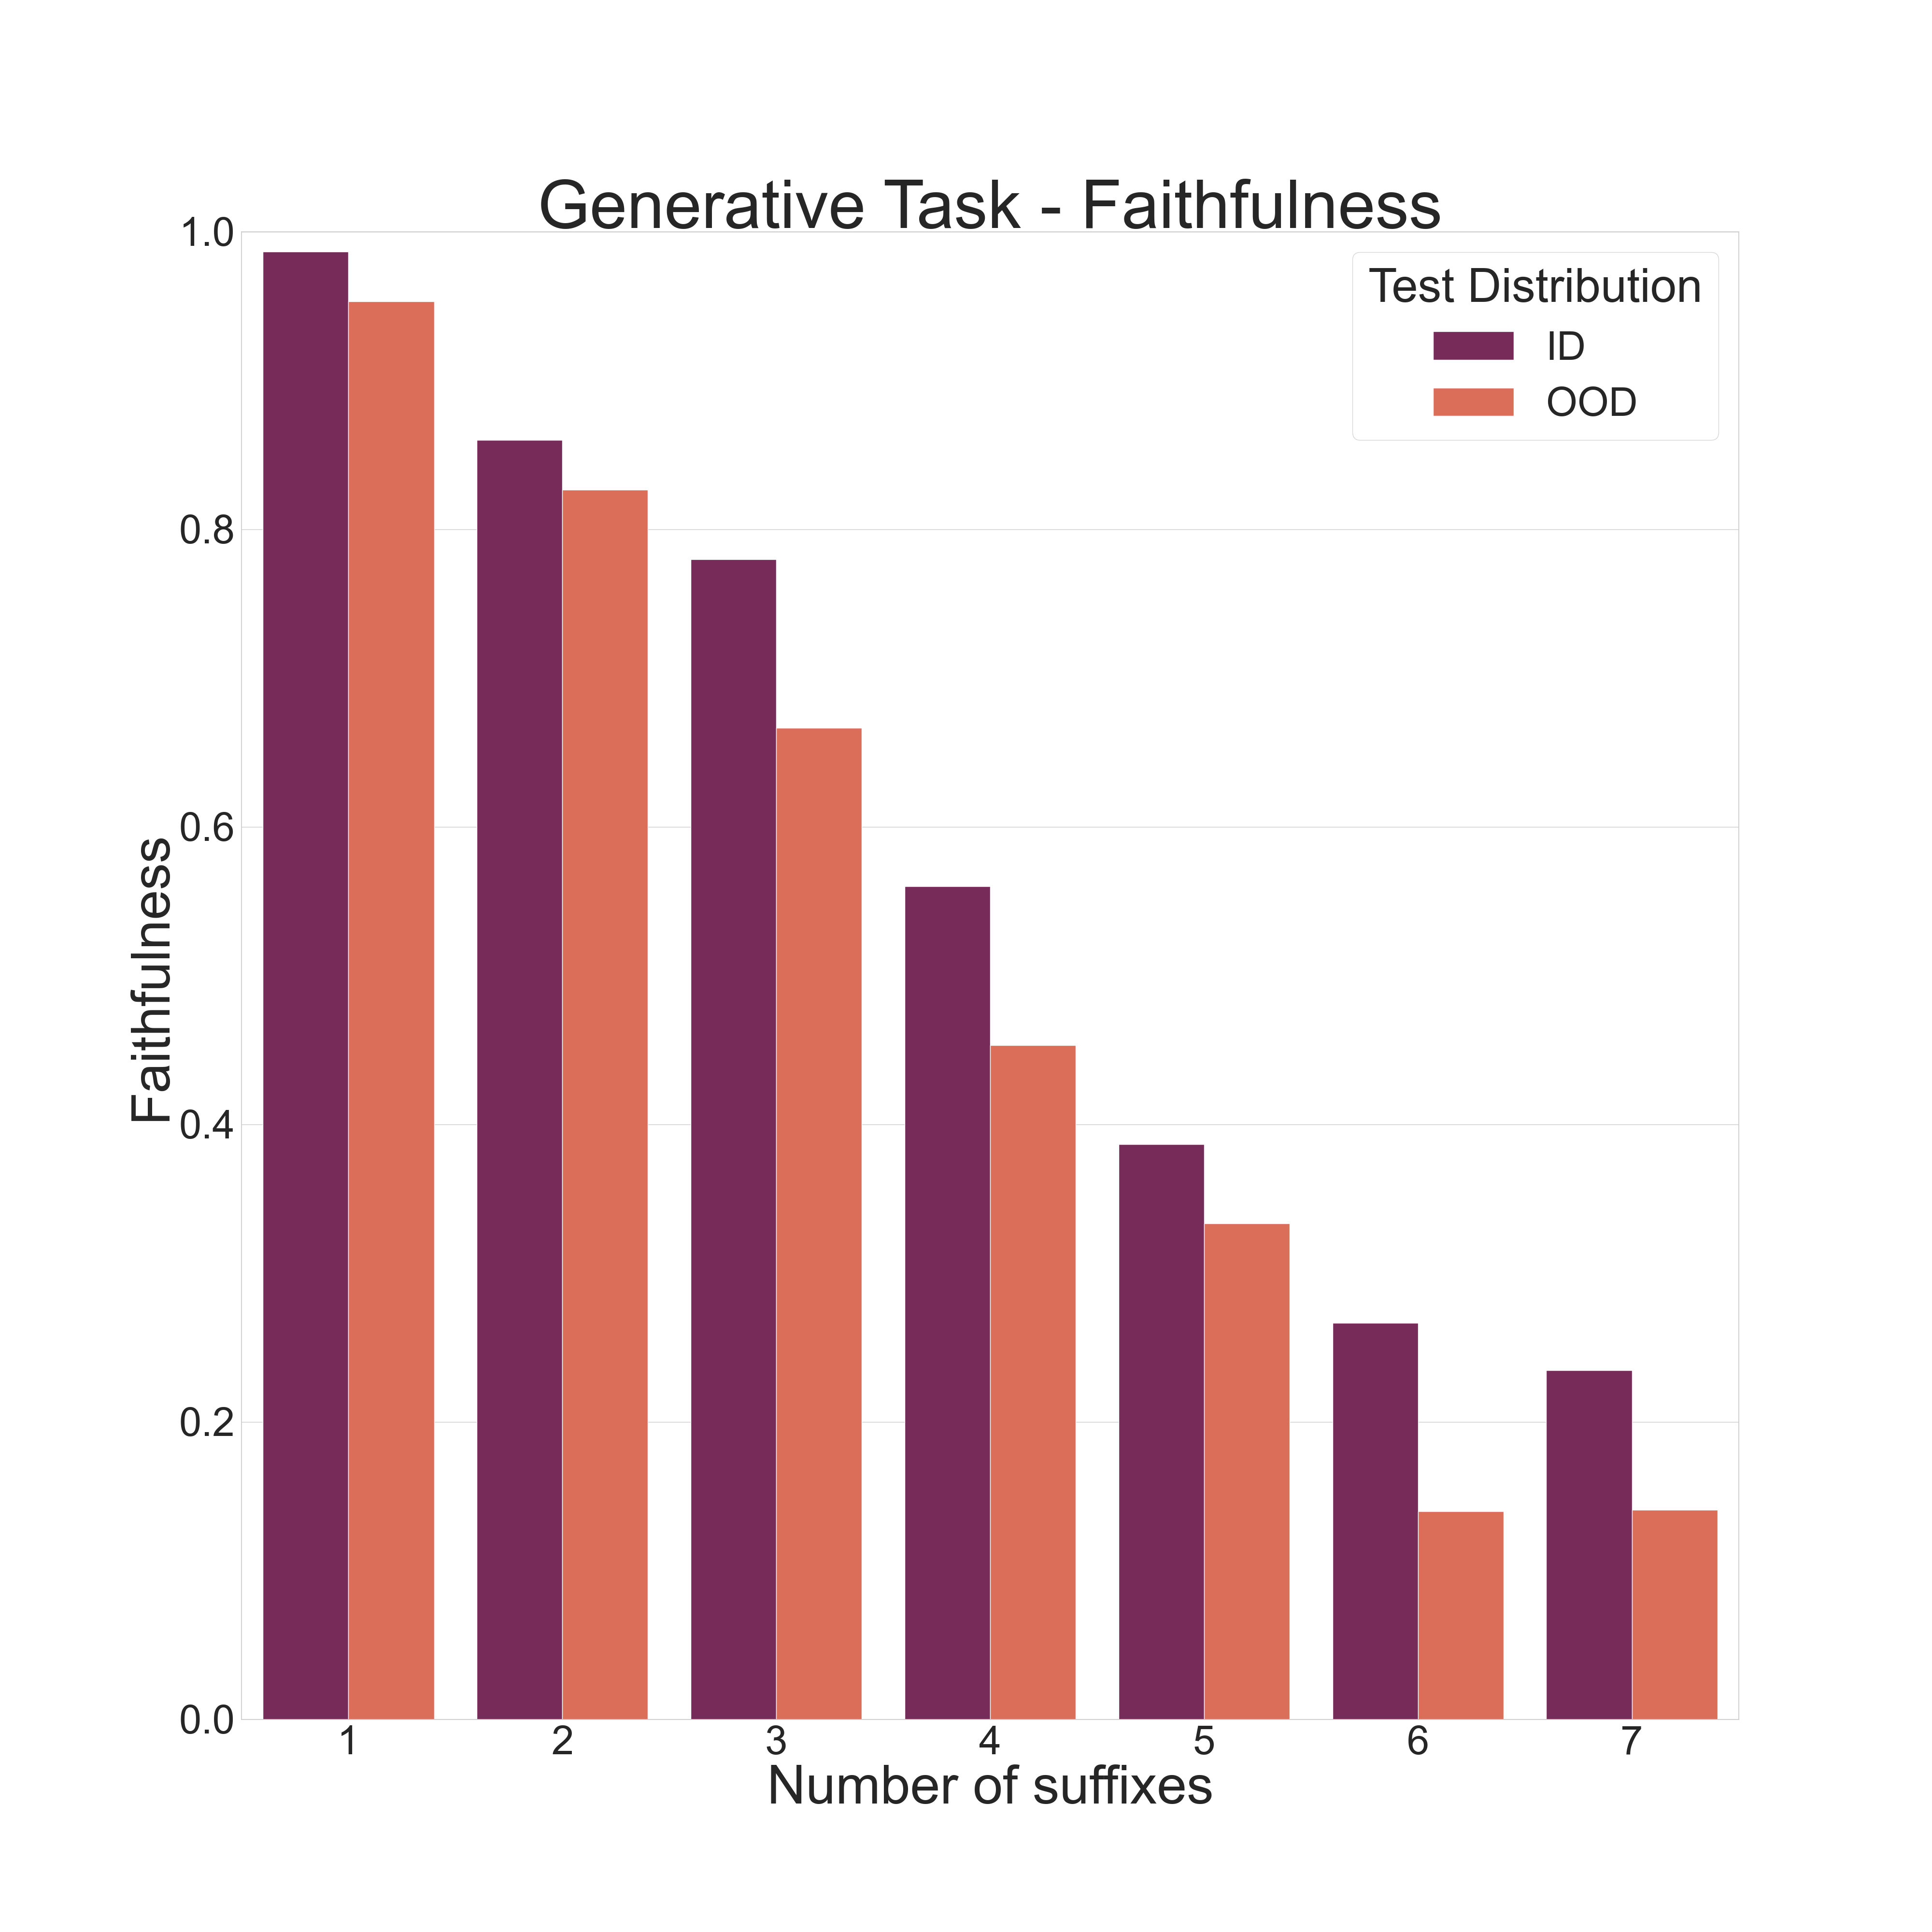 Generative Task - Faithfulness
Test Distribution
ID
OOD
Faithfulness
1.0
0.8
0.6
0.4
0.2
0.0
1 2 3 4 5 6 7
Number of suffixes